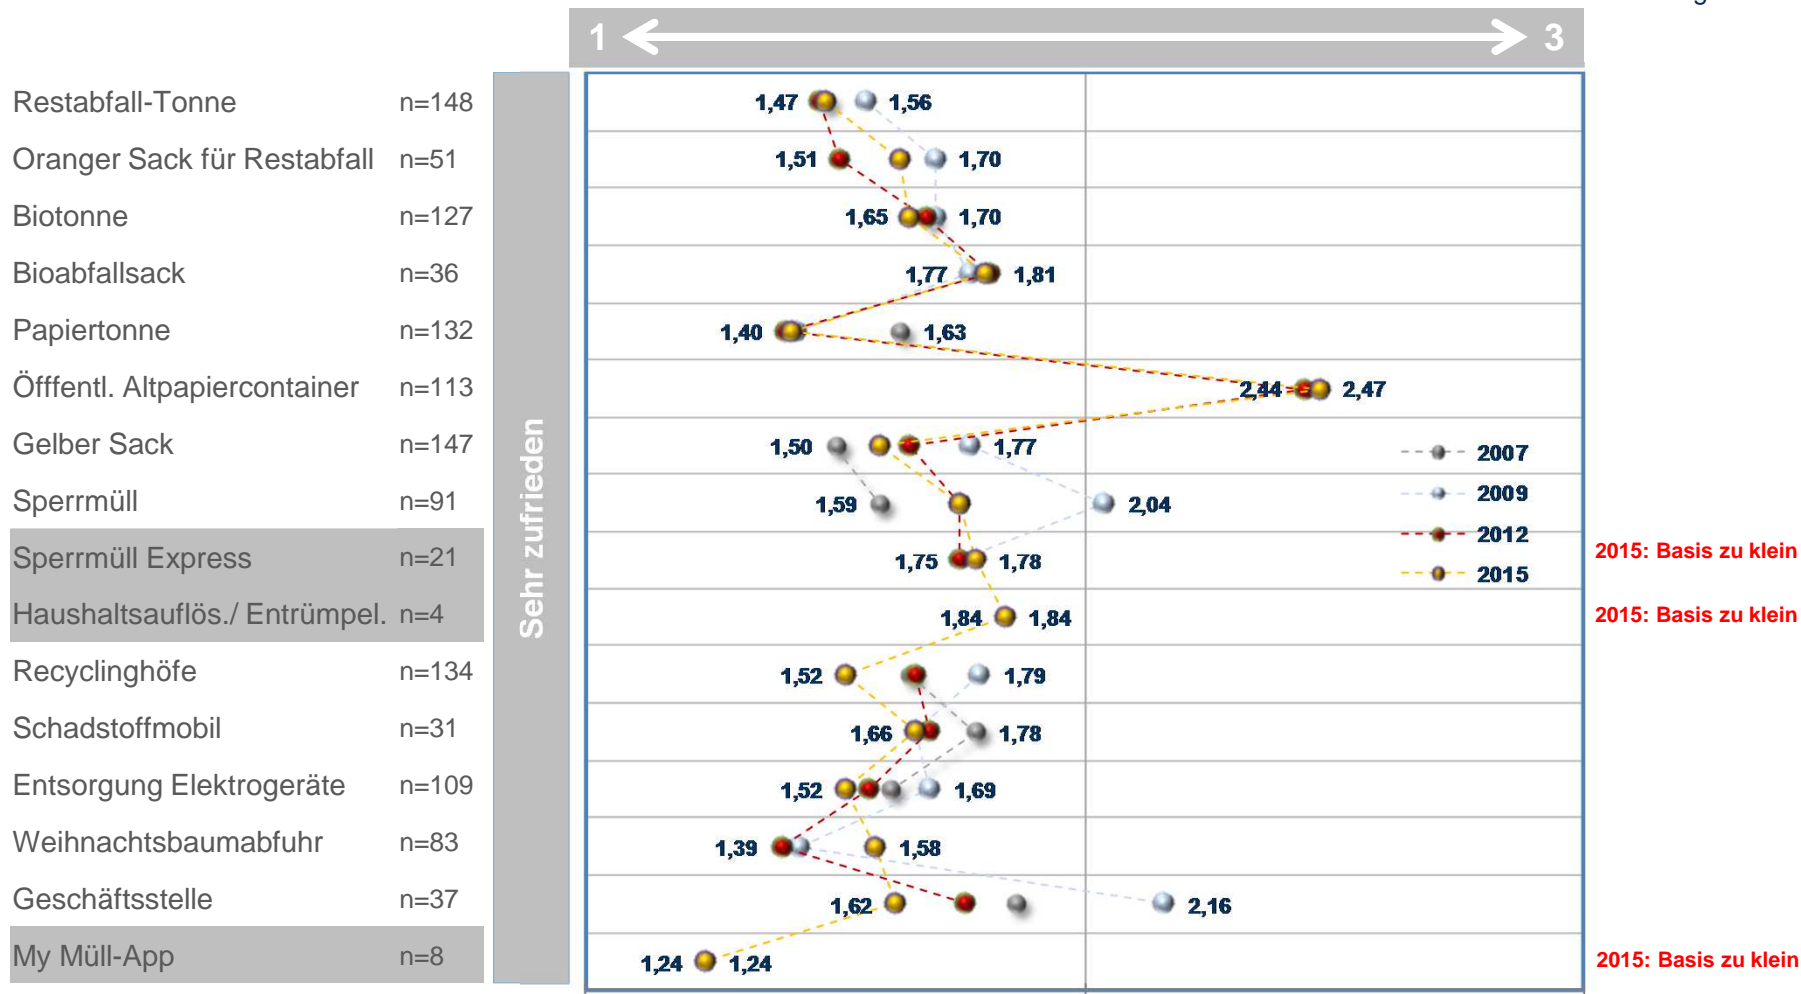 1 3
Restabfall-Tonne n=148 1,47 1,56
Oranger Sack für Restabfall n=51 1,51 1,70
Biotonne n=127 1,65 1,70
Bioabfallsack n=36 1,77 1,81
Papiertonne n=132 1,40 1,63
Öfffentl. Altpapiercontainer n=113 2,44 2,47
Gelber Sack n=147 1,50 1,77 2007
Sperrmüll n=91 1,59 2,04 2009
2012
Sperrmüll Express n=21 1,75 1,78 2015: Basis zu klein
2015
Haushaltsauflös./ Entrümpel. n=4 1,84 1,84 2015: Basis zu klein
Sehr zufrieden
Recyclinghöfe n=134 1,52 1,79
Schadstoffmobil n=31 1,66 1,78
Entsorgung Elektrogeräte n=109 1,52 1,69
Weihnachtsbaumabfuhr n=83 1,39 1,58
Geschäftsstelle n=37 1,62 2,16
My Müll-App n=8 1,24 1,24 2015: Basis zu klein